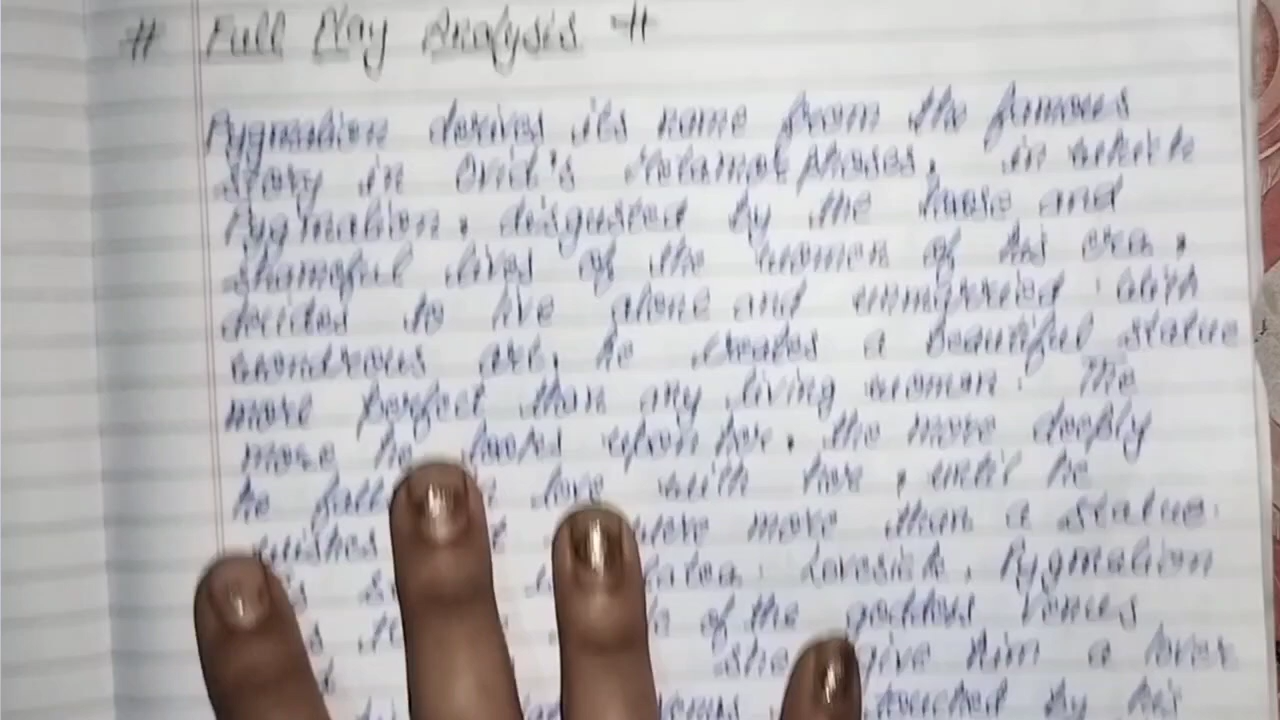 # Full Play Analysis #
Pygmalion derives its name from the famous
story in Ovid's Metamorphoses, in which
Pygmalion, disgusted by the loose and
shameful lives of the women of his era,
decides to live alone and unmarried. With
wondrous art, he creates a beautiful statue
more perfect than any living woman. The
more he looks upon her, the more deeply
he fall love with her, until he
wishes were more than a statue.
Lovesick, Pygmalion
of the goddess Venus
she give him a lover
touched by his